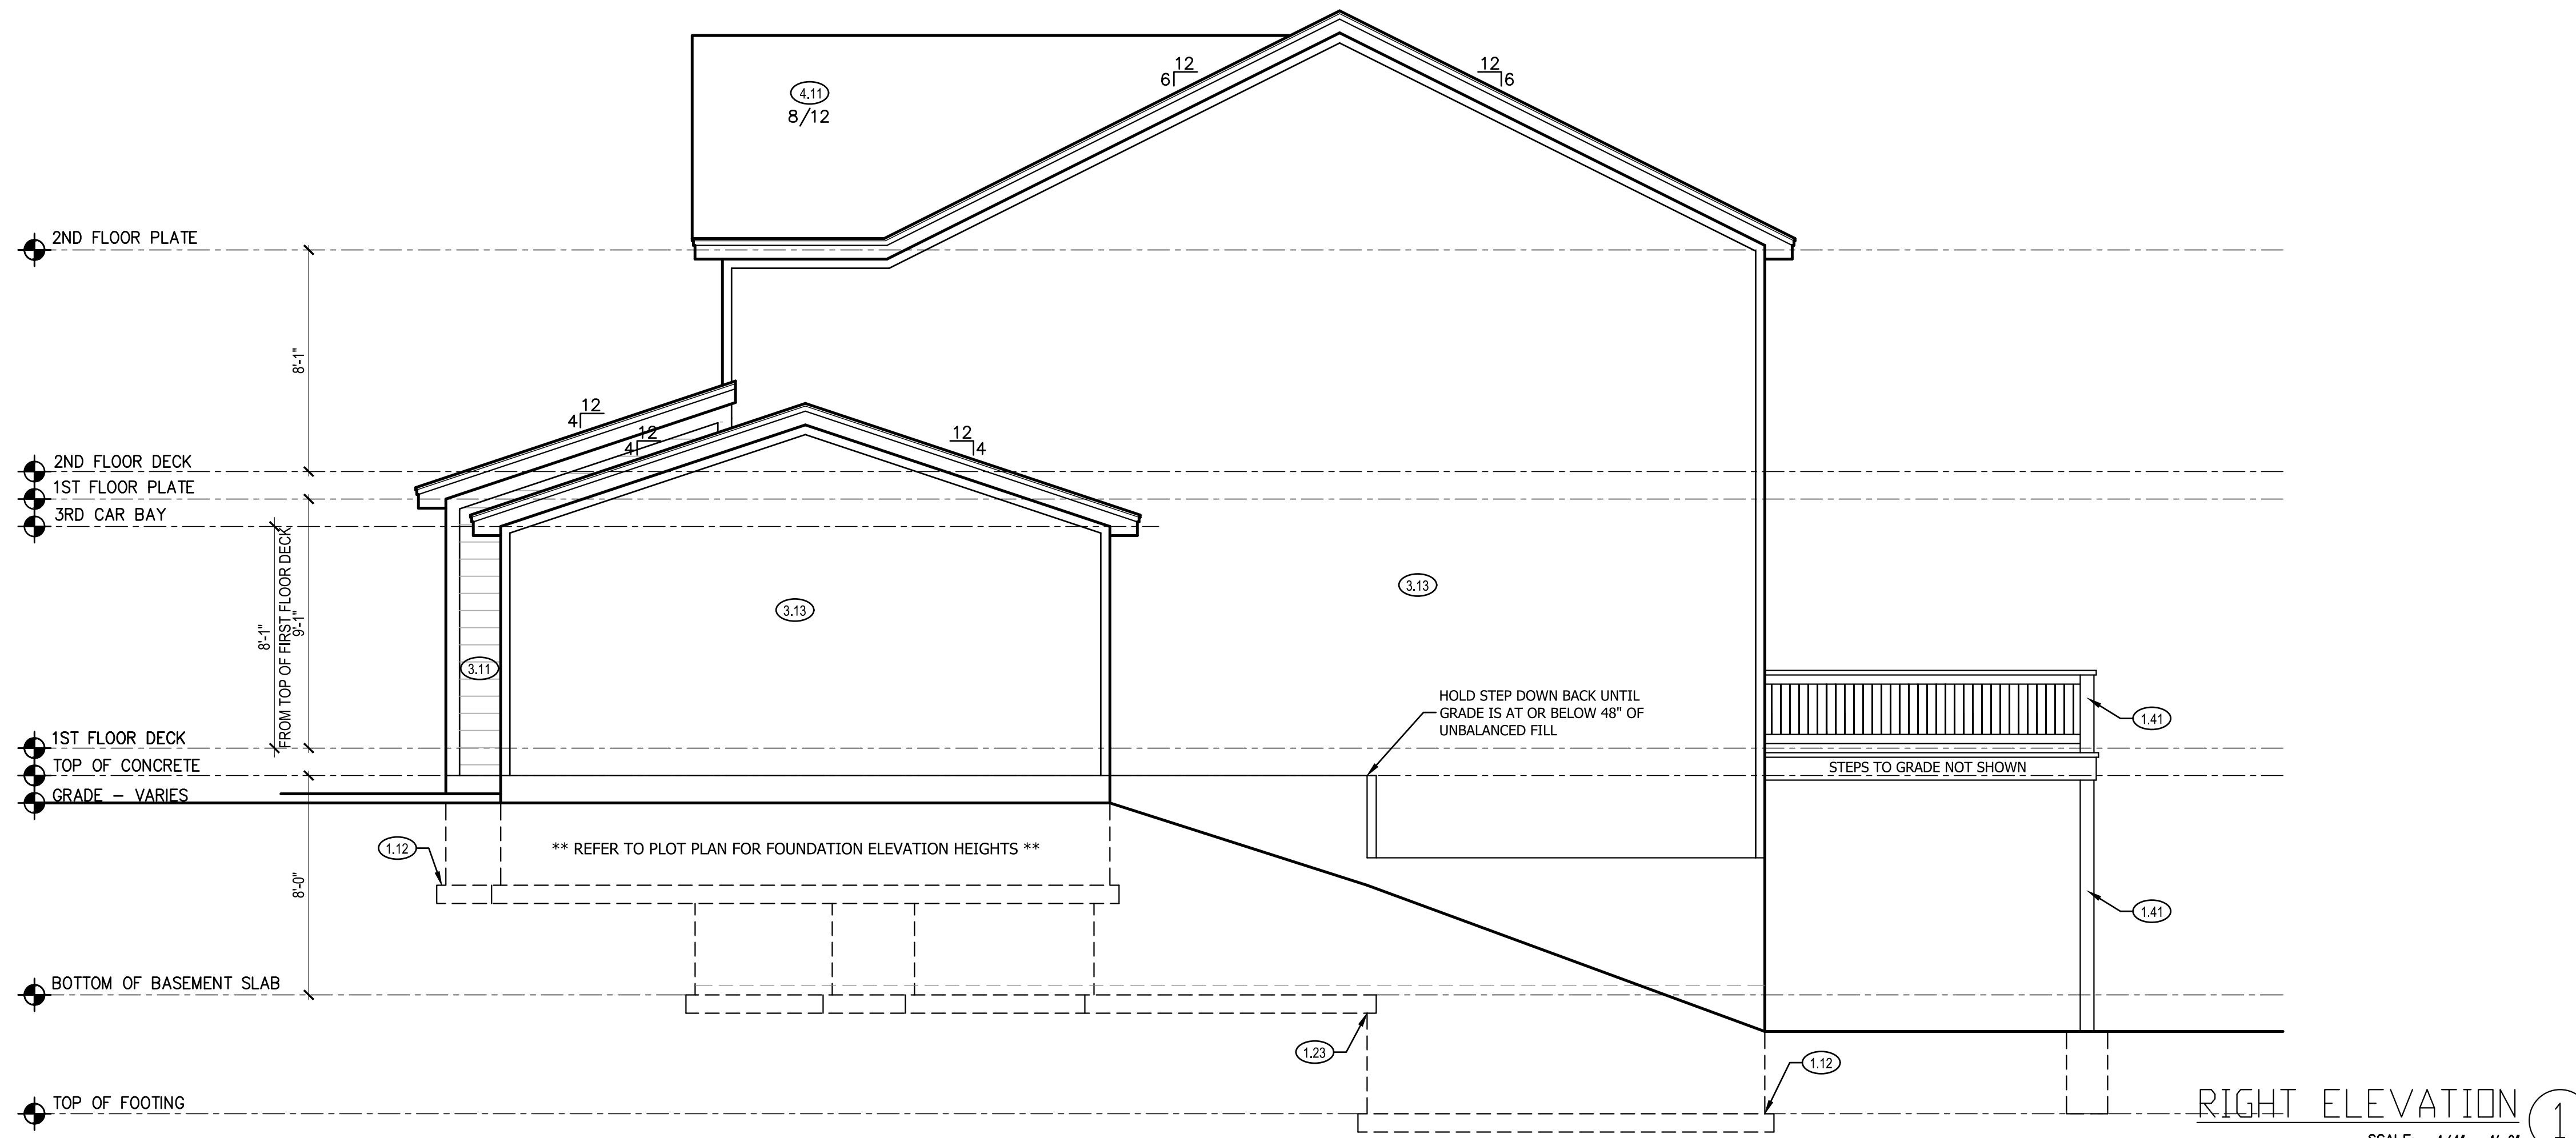 12
6
12
6
4.11
8/12
2ND FLOOR PLATE
8'-1"
12
4
12
4
12
4
2ND FLOOR DECK
1ST FLOOR PLATE
3RD CAR BAY
8'-1"
FROM TOP OF FIRST FLOOR DECK
9'-1"
3.13
3.13
3.11
HOLD STEP DOWN BACK UNTIL
GRADE IS AT OR BELOW 48" OF
UNBALANCED FILL
1.41
1ST FLOOR DECK
TOP OF CONCRETE
STEPS TO GRADE NOT SHOWN
GRADE – VARIES
1.12
** REFER TO PLOT PLAN FOR FOUNDATION ELEVATION HEIGHTS **
8'-0"
1.41
BOTTOM OF BASEMENT SLAB
1.23
1.12
TOP OF FOOTING
RIGHT ELEVATION
1